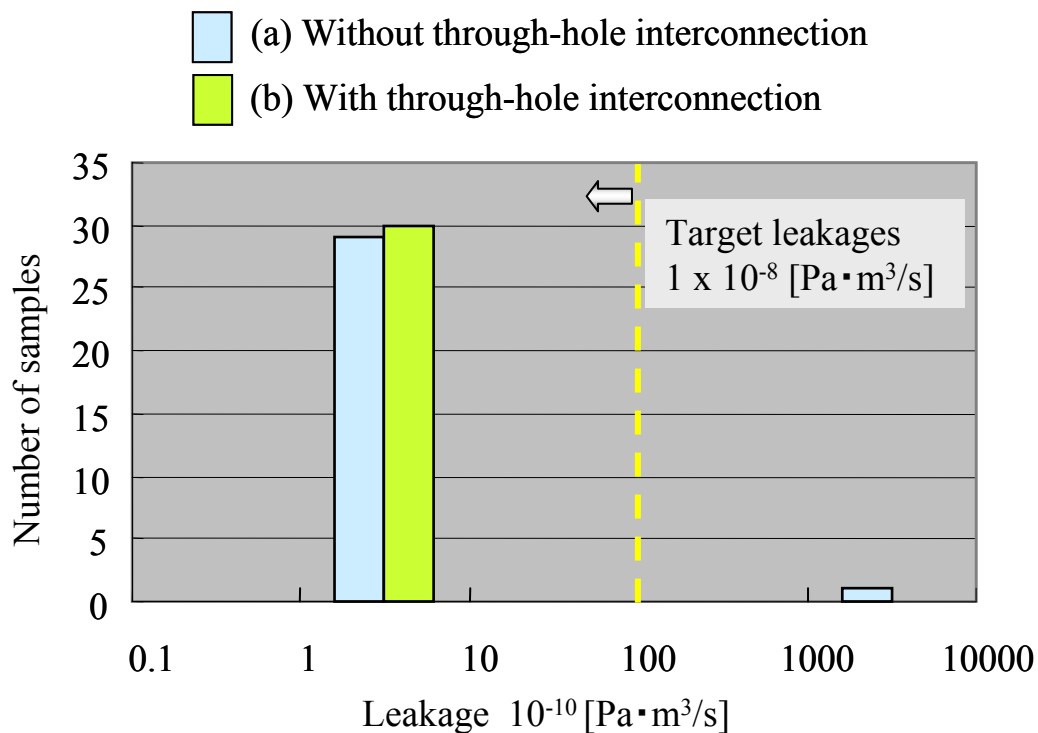 (a) Without through-hole interconnection
(b) With through-hole interconnection
35
30
25
20
15
10
5
0
Number of samples
Target leakages
1 x 10⁻⁸ [Pa・m³/s]
0.1 1 10 100 1000 10000
Leakage 10⁻¹⁰ [Pa・m³/s]